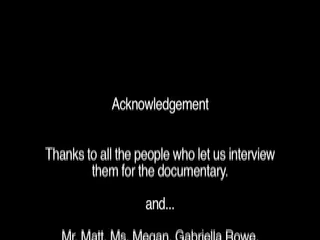 Acknowledgement
Thanks to all the people who let us interview
them for the documentary.
and...
Mr. Matt, Ms. Megan, Gabriella Rowe,